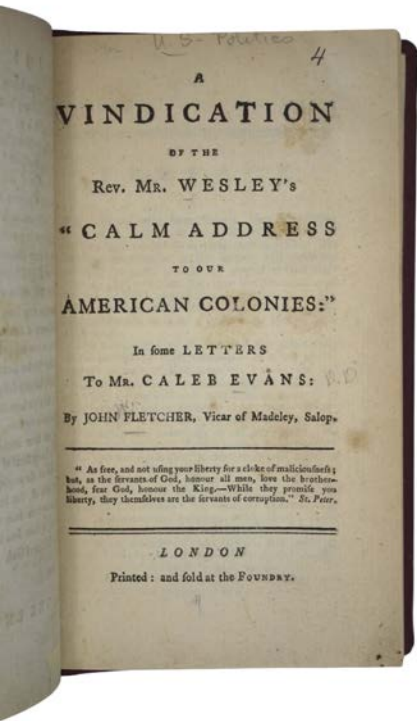 U.S- Politics
4
A
VINDICATION
OF THE
Rev. Mr. WESLEY's
"CALM ADDRESS
TO OUR
AMERICAN COLONIES:"
In ſome LETTERS
To Mr. CALEB EVANS: D.D
By JOHN FLETCHER, Vicar of Madeley, Salop.
" As free, and not uſing your liberty for a cloke of maliciouſneſs;
but, as the ſervants of God, honour all men, love the brother-
hood, fear God, honour the King.—While they promiſe you
liberty, they themſelves are the ſervants of corruption." St. Peter.
LONDON
Printed: and ſold at the Foundry.